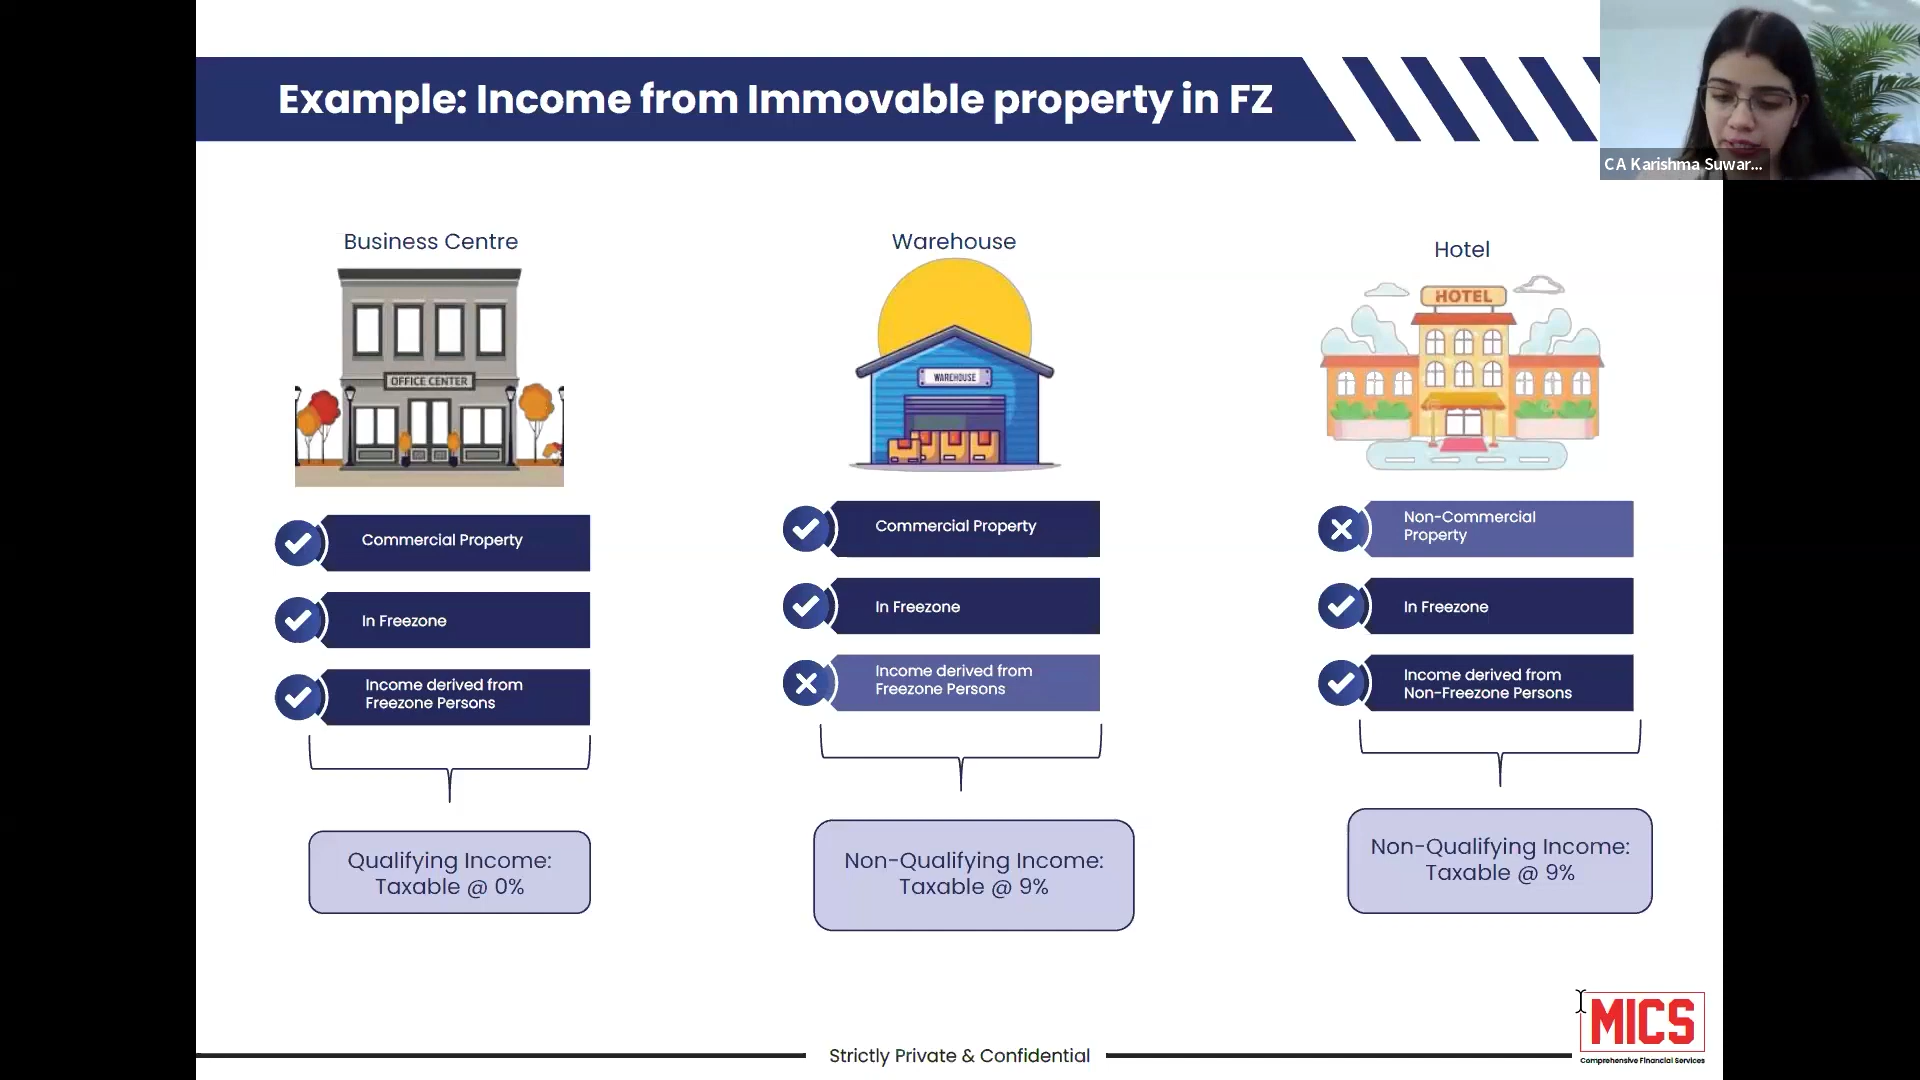 Example: Income from Immovable property in FZ
CA Karishma Suwar...
Business Centre
OFFICE CENTER
Commercial Property
In Freezone
Income derived from
Freezone Persons
Qualifying Income:
Taxable @ 0%
Warehouse
WAREHOUSE
Commercial Property
In Freezone
Income derived from
Freezone Persons
Non-Qualifying Income:
Taxable @ 9%
Hotel
HOTEL
Non-Commercial
Property
In Freezone
Income derived from
Non-Freezone Persons
Non-Qualifying Income:
Taxable @ 9%
Strictly Private & Confidential
MICS
Comprehensive Financial Services